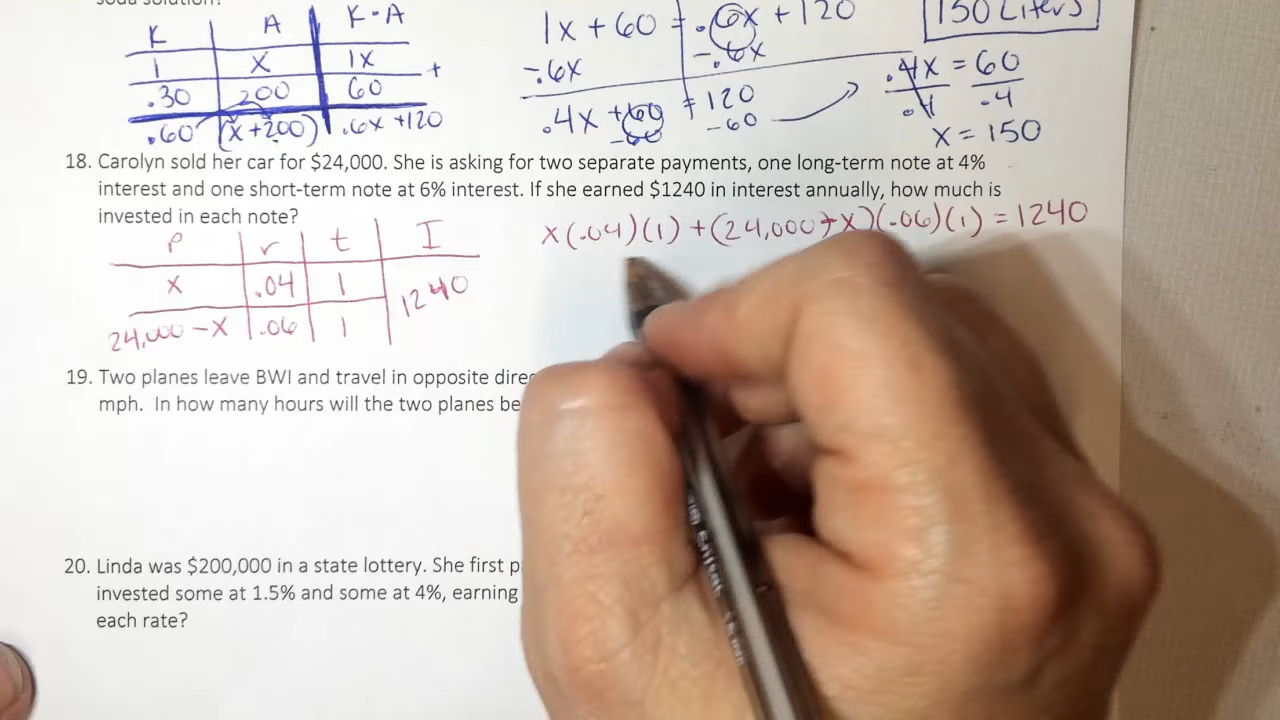 soda solution?
K A K · A
1 x 1x +
.30 200 60
.60 (x+200) .6x +120
1x + 60 = .6x + 120
-.6x -.6x
.4x + 60 = 120
-60 -60
150 Liters
.4x = 60
.4 .4
x = 150
18. Carolyn sold her car for $24,000. She is asking for two separate payments, one long-term note at 4%
interest and one short-term note at 6% interest. If she earned $1240 in interest annually, how much is
invested in each note?
P r t I
x .04 1 1240
24,000 - x .06 1
x(.04)(1) + (24,000 - x)(.06)(1) = 1240
19. Two planes leave BWI and travel in opposite
mph. In how many hours will the two planes be
20. Linda was $200,000 in a state lottery. She first
invested some at 1.5% and some at 4%, earning
each rate?